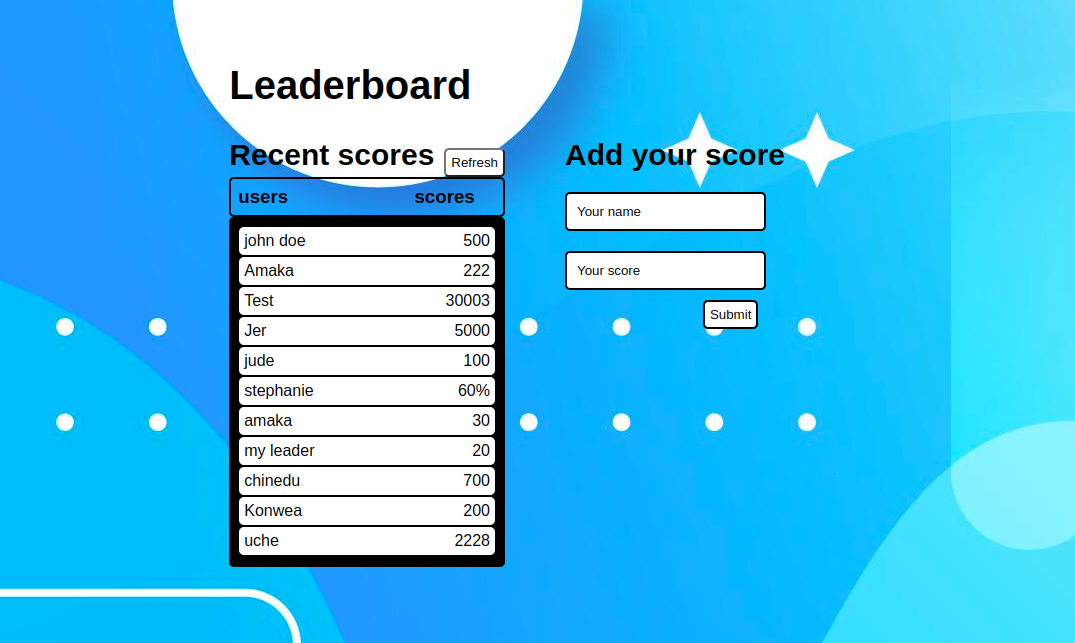 Leaderboard
Recent scores Refresh
users scores
john doe 500
Amaka 222
Test 30003
Jer 5000
jude 100
stephanie 60%
amaka 30
my leader 20
chinedu 700
Konwea 200
uche 2228
Add your score
Your name
Your score
Submit